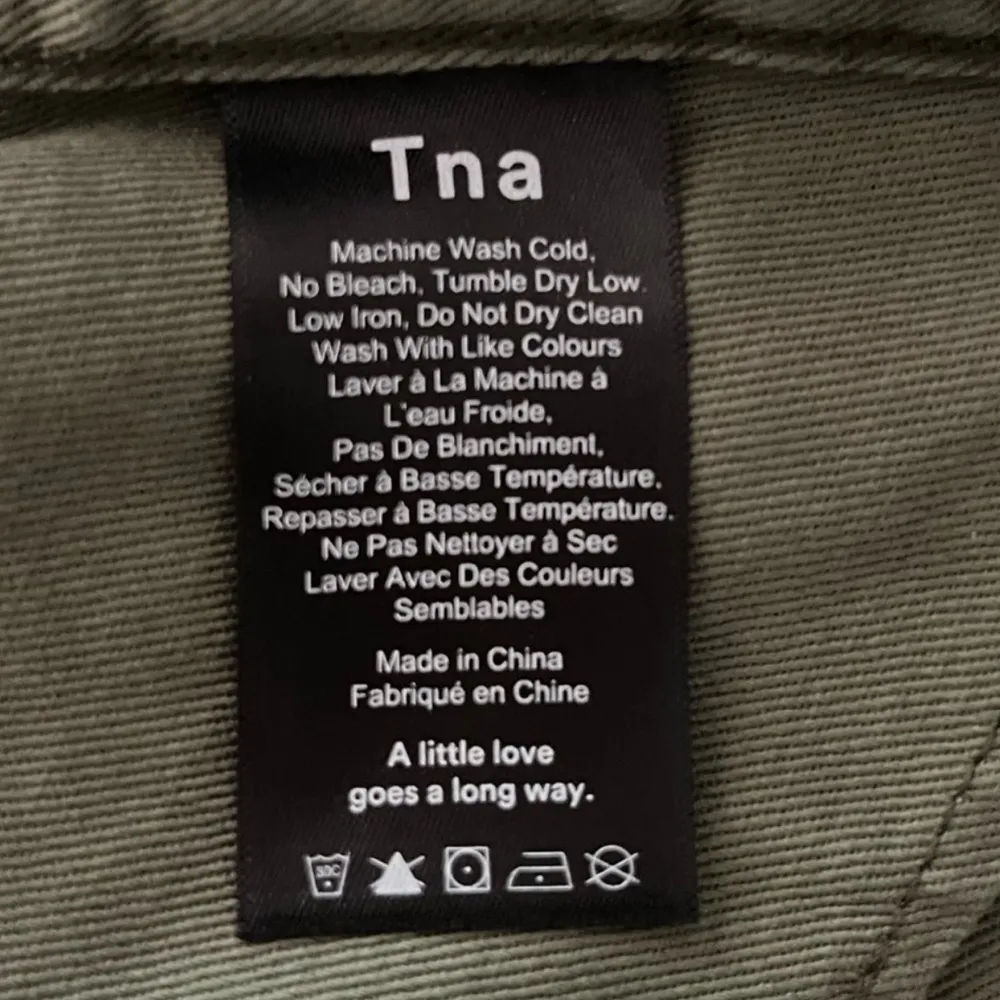 Tna
Machine Wash Cold,
No Bleach, Tumble Dry Low.
Low Iron, Do Not Dry Clean
Wash With Like Colours
Laver à La Machine à
L'eau Froide,
Pas De Blanchiment,
Sécher à Basse Température.
Repasser à Basse Température.
Ne Pas Nettoyer à Sec
Laver Avec Des Couleurs
Semblables
Made in China
Fabriqué en Chine
A little love
goes a long way.